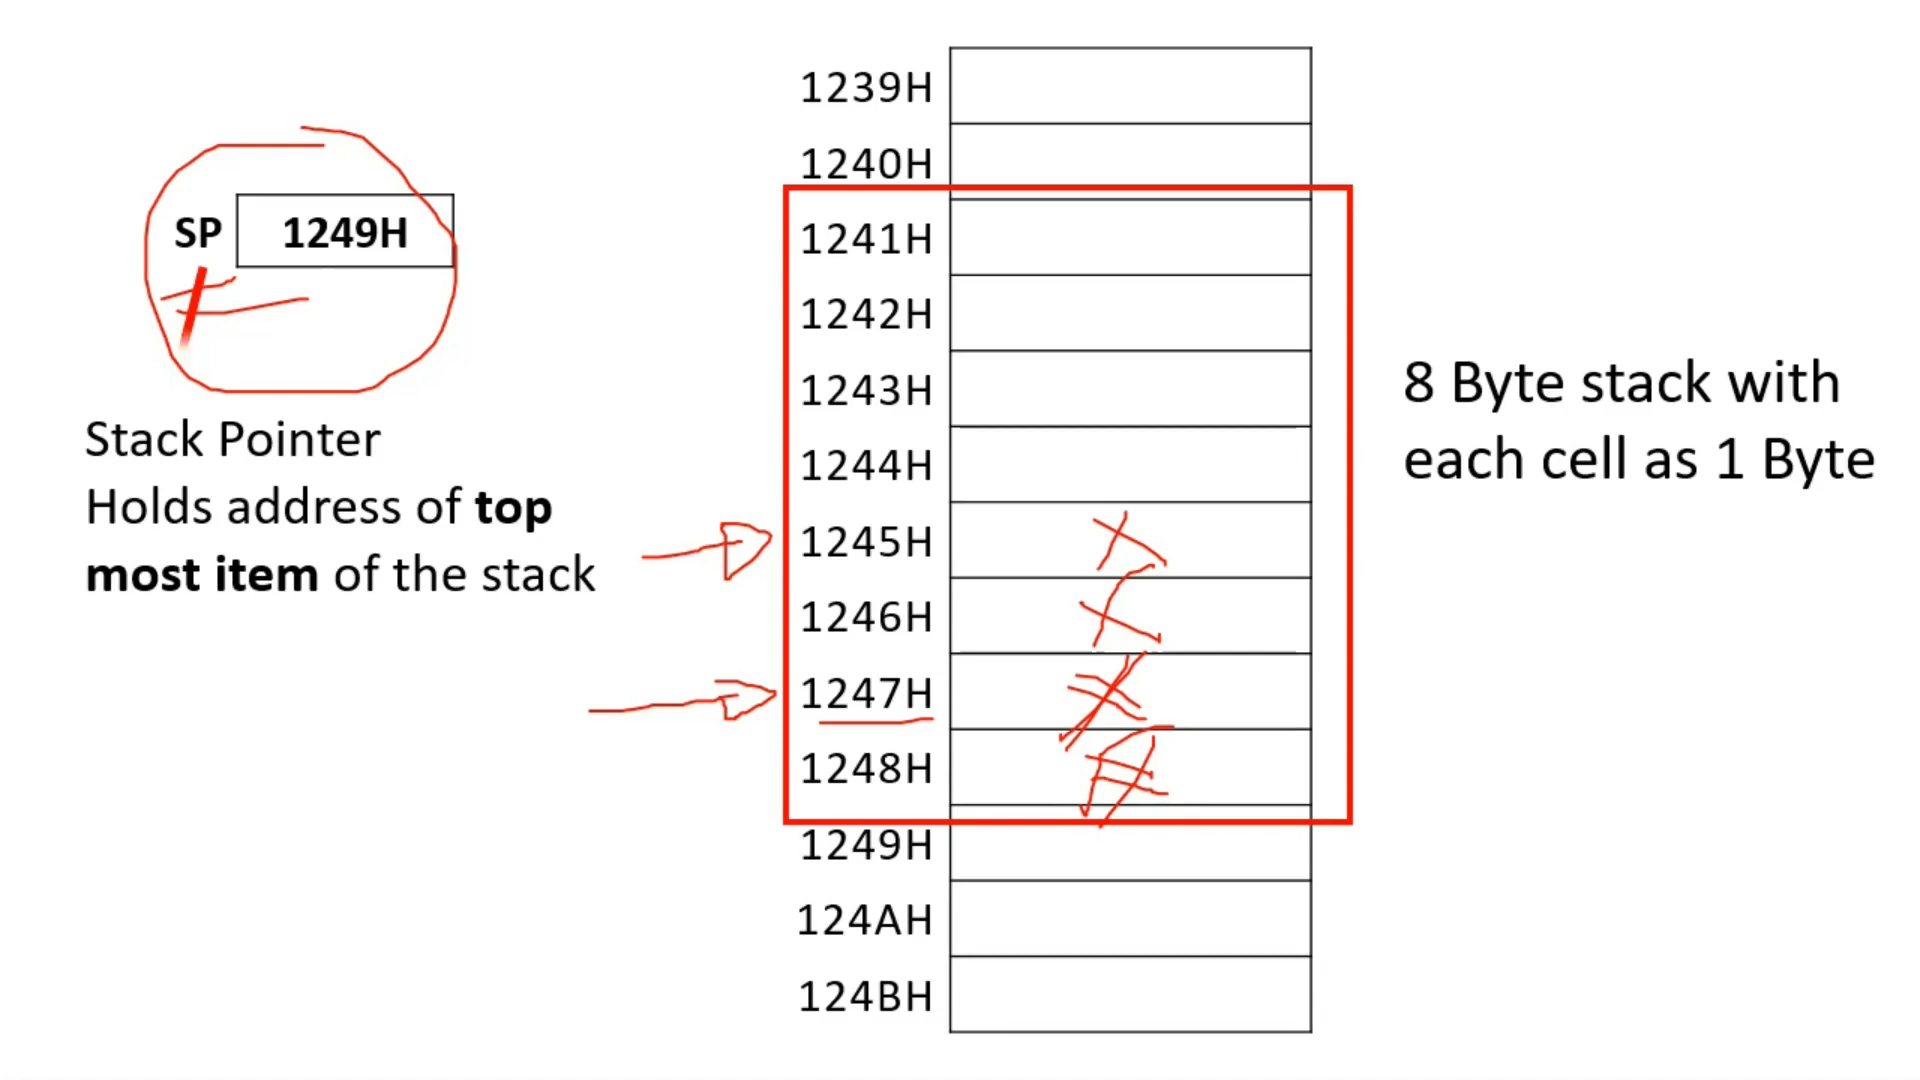 SP 1249H
Stack Pointer
Holds address of top
most item of the stack
1239H
1240H
1241H
1242H
1243H
1244H
1245H
1246H
1247H
1248H
1249H
124AH
124BH
8 Byte stack with
each cell as 1 Byte